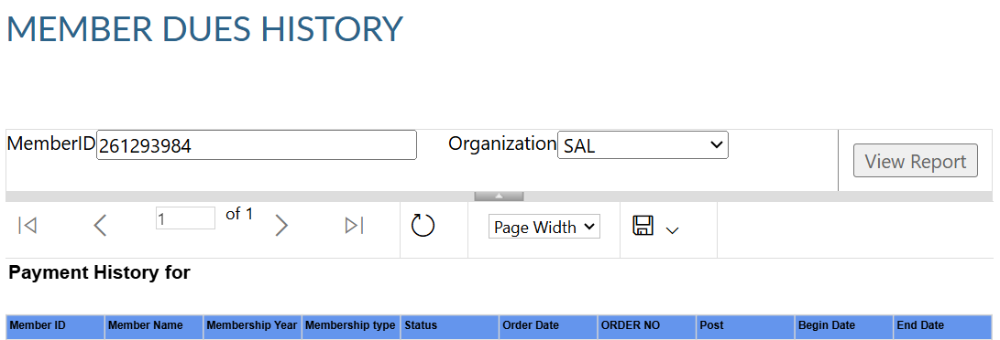 MEMBER DUES HISTORY
MemberID 261293984 Organization SAL View Report
1 of 1 Page Width
Payment History for
Member ID Member Name Membership Year Membership type Status Order Date ORDER NO Post Begin Date End Date